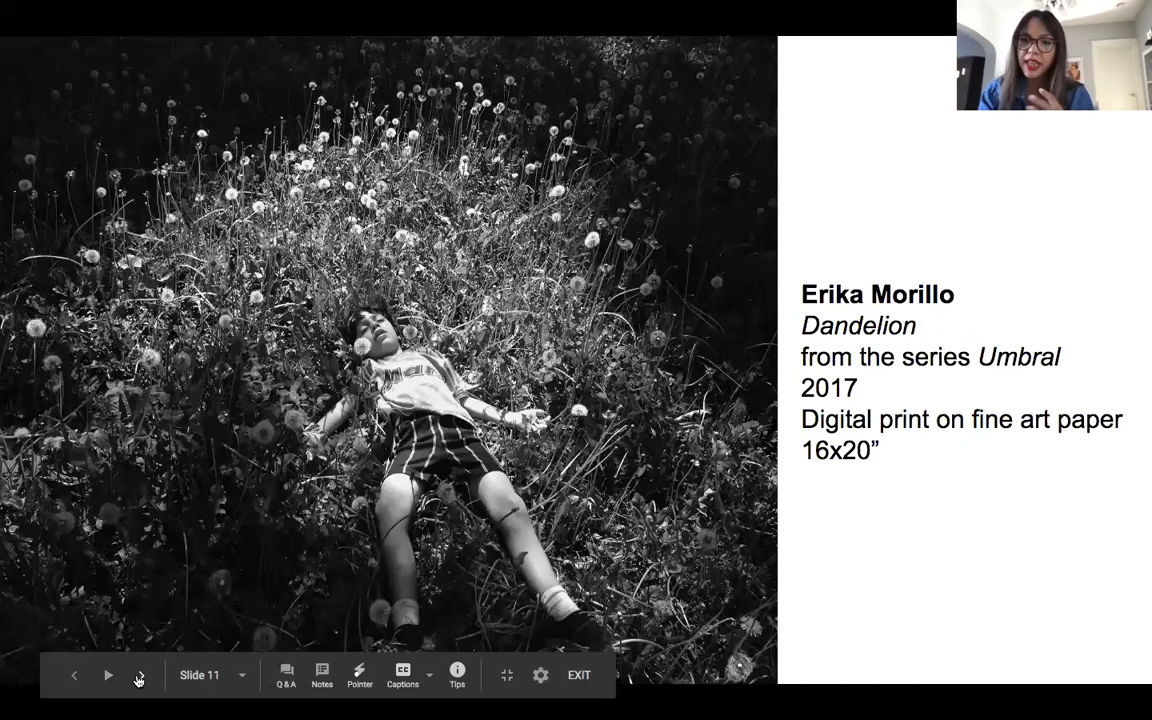 Erika Morillo
Dandelion
from the series Umbral
2017
Digital print on fine art paper
16x20”
Slide 11
Q & A
Notes
Pointer
CC
Captions
Tips
EXIT